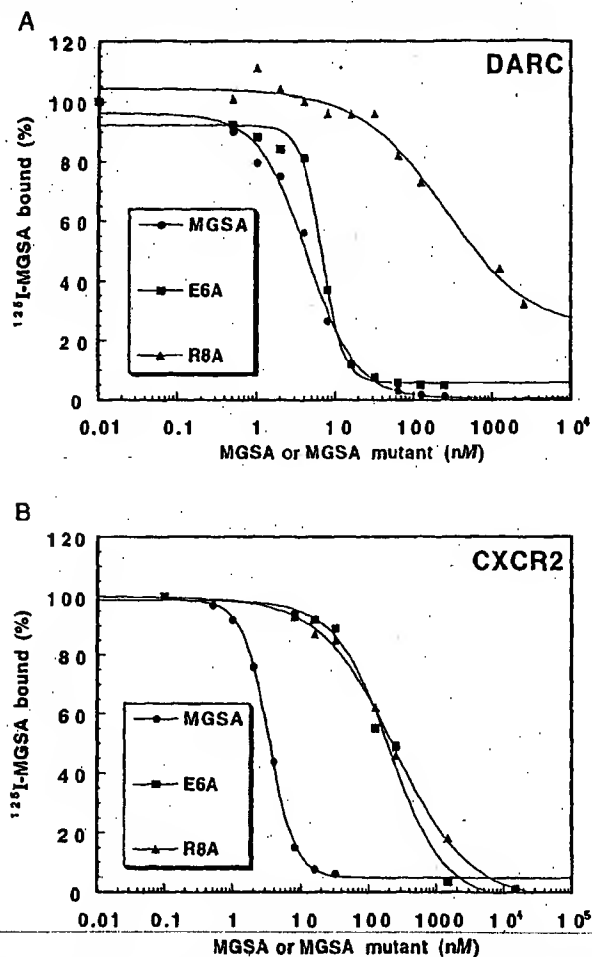 A
DARC
120
100
80
60
40
20
0
¹²⁵I-MGSA bound (%)
MGSA
E6A
R8A
0.01 0.1 1 10 100 1000 10⁴
MGSA or MGSA mutant (nM)
B
CXCR2
120
100
80
60
40
20
0
¹²⁵I-MGSA bound (%)
MGSA
E6A
R8A
0.01 0.1 1 10 100 1000 10⁴ 10⁵
MGSA or MGSA mutant (nM)